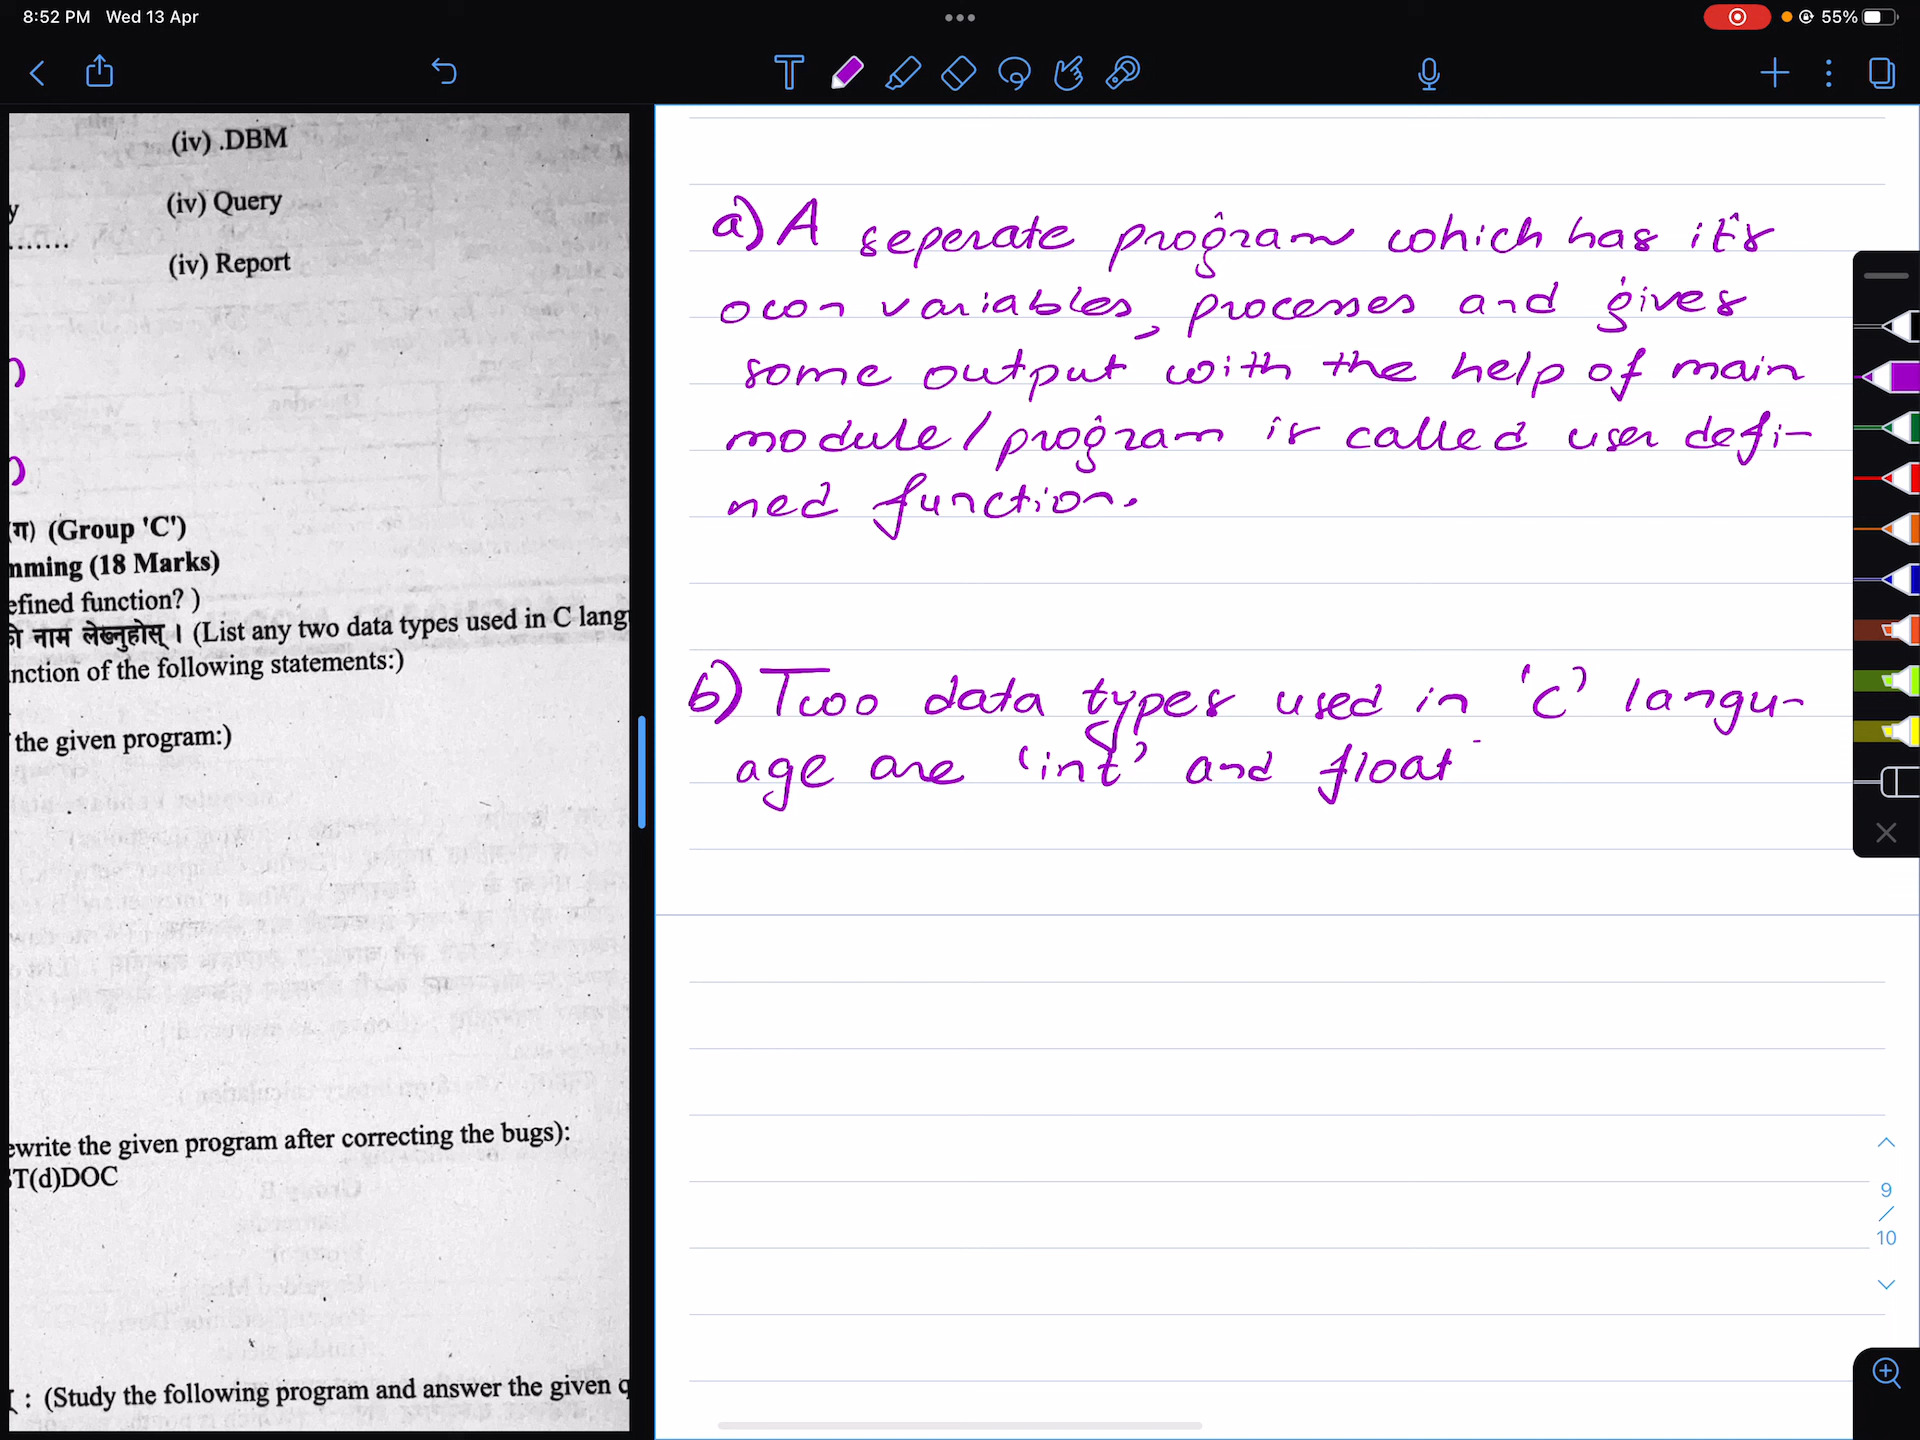 8:52 PM Wed 13 Apr
55%
(iv) .DBM
y
(iv) Query
.......
(iv) Report
(ग) (Group 'C')
mming (18 Marks)
efined function? )
नाम लेख्नुहोस् । (List any two data types used in C lang
nction of the following statements:)
the given program:)
ewrite the given program after correcting the bugs):
ST(d)DOC
: (Study the following program and answer the given q
a) A seperate program which has it's
own variables, processes and gives
some output with the help of main
module/program is called user defi-
ned function.
b) Two data types used in 'C' langu-
age are 'int' and float
9
/
10